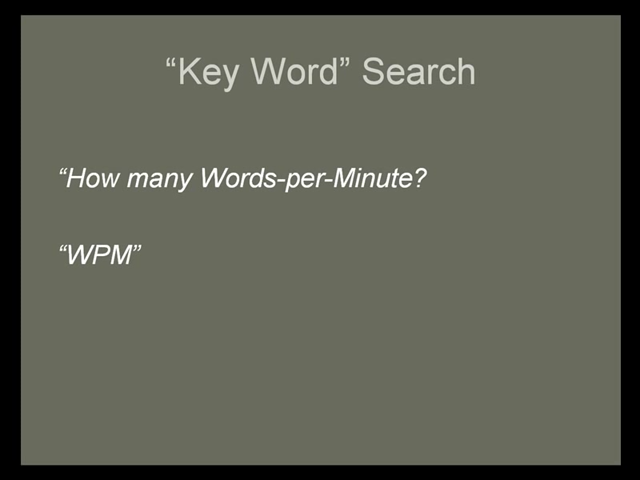 “Key Word” Search
“How many Words-per-Minute?
“WPM”